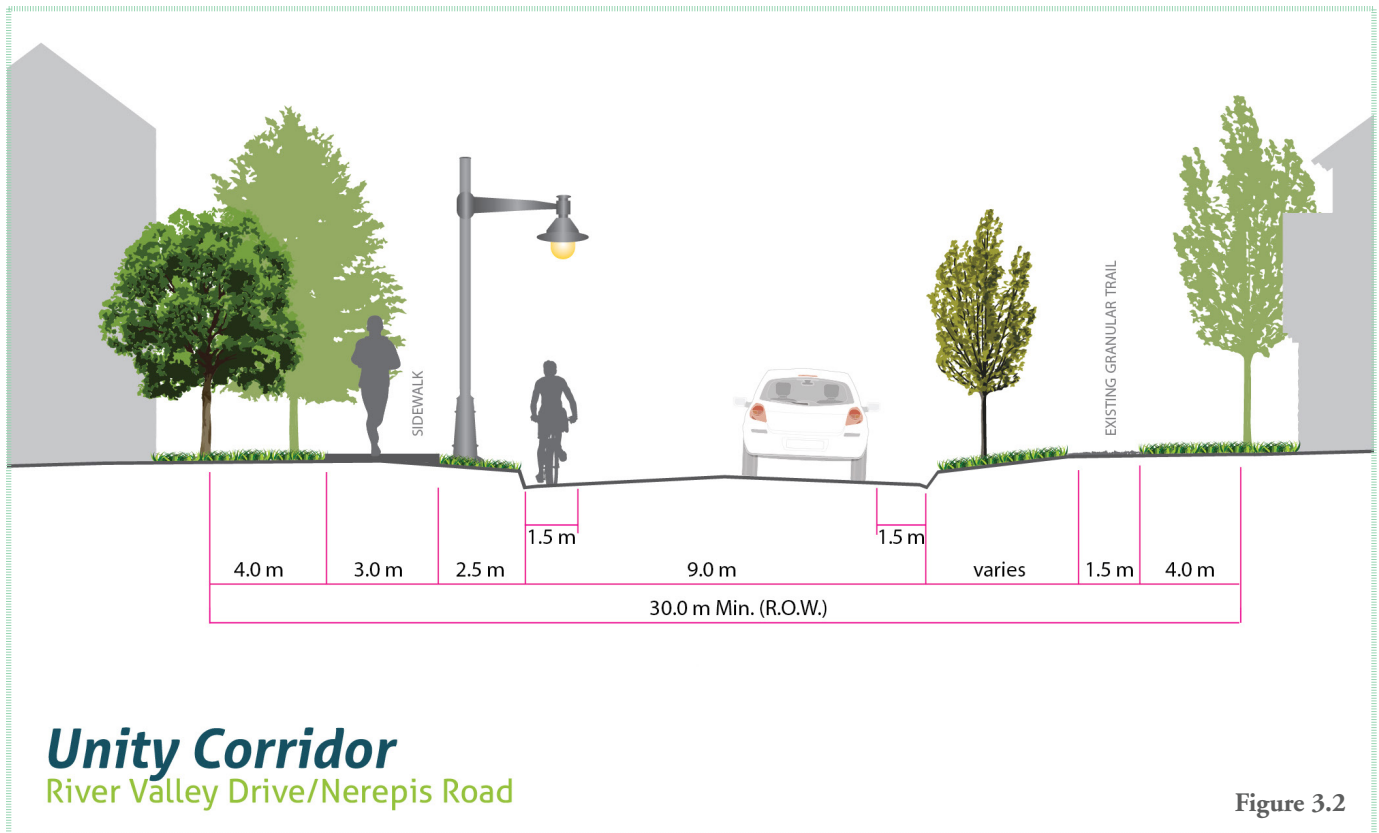 SIDEWALK
EXISTING GRANULAR TRAIL
1.5 m
1.5 m
4.0 m
3.0 m
2.5 m
9.0 m
varies
1.5 m
4.0 m
30.0 m Min. (R.O.W.)
Unity Corridor
River Valley Drive/Nerepis Road
Figure 3.2